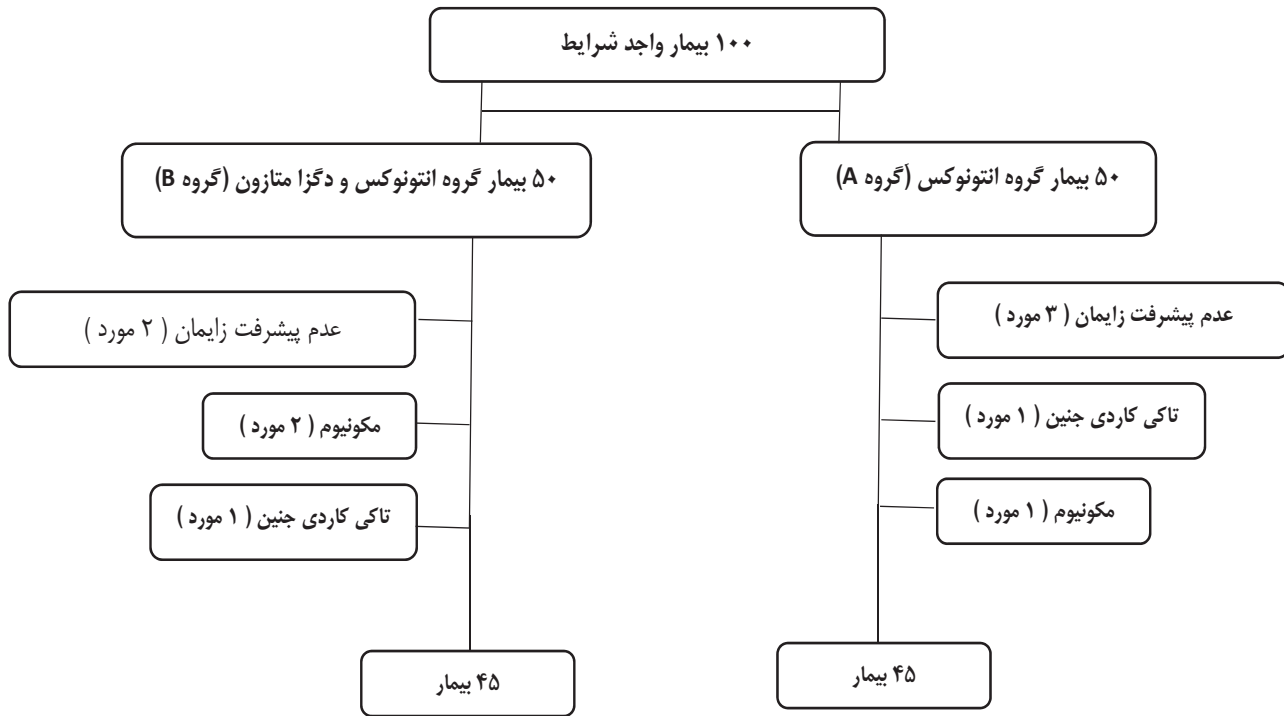 ۱۰۰ بیمار واجد شرایط
۵۰ بیمار گروه انتونوکس (گروه A)
۵۰ بیمار گروه انتونوکس و دگزا متازون (گروه B)
عدم پیشرفت زایمان ( ۳ مورد )
عدم پیشرفت زایمان ( ۲ مورد )
تاکی کاردی جنین ( ۱ مورد )
مکونیوم ( ۲ مورد )
مکونیوم ( ۱ مورد )
تاکی کاردی جنین ( ۱ مورد )
۴۵ بیمار
۴۵ بیمار